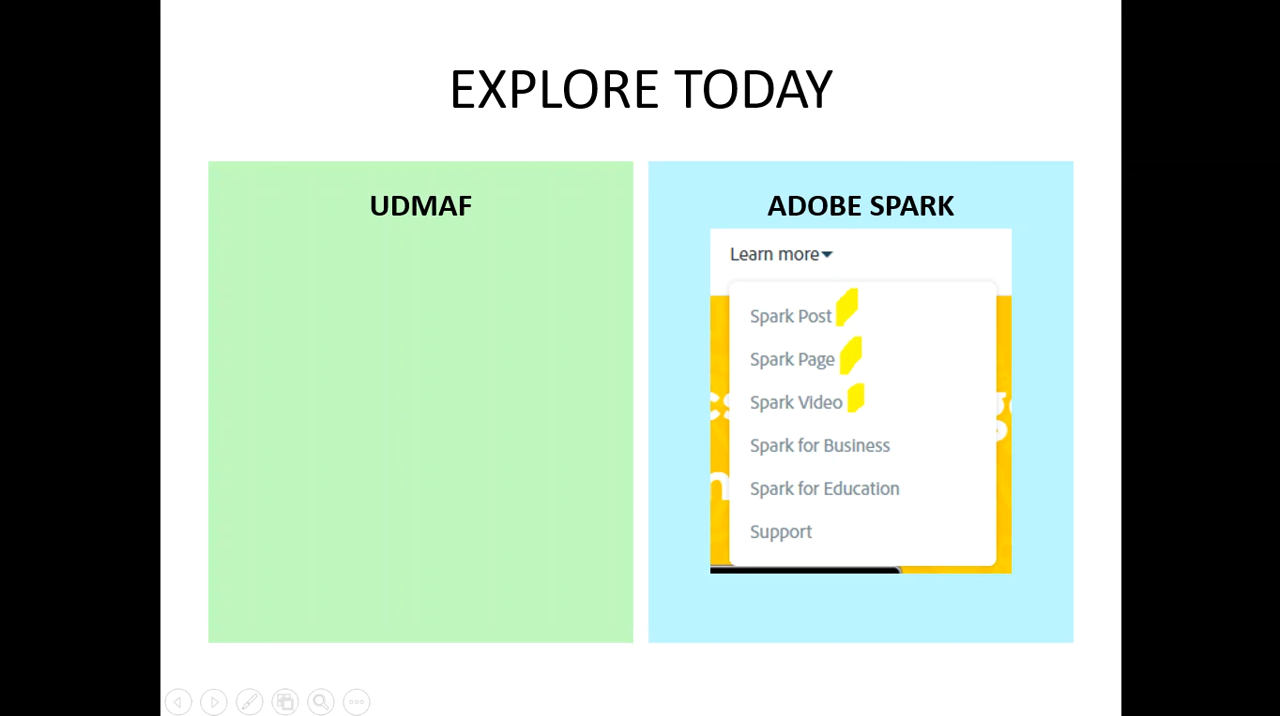 EXPLORE TODAY
UDMAF
ADOBE SPARK
Learn more
Spark Post
Spark Page
Spark Video
Spark for Business
Spark for Education
Support